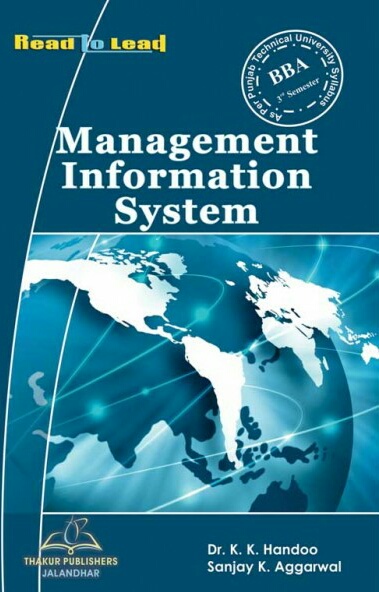 Read to Lead
As Per Punjab Technical University Syllabus
BBA
3rd Semester
Management
Information
System
THAKUR PUBLISHERS
JALANDHAR
Dr. K. K. Handoo
Sanjay K. Aggarwal